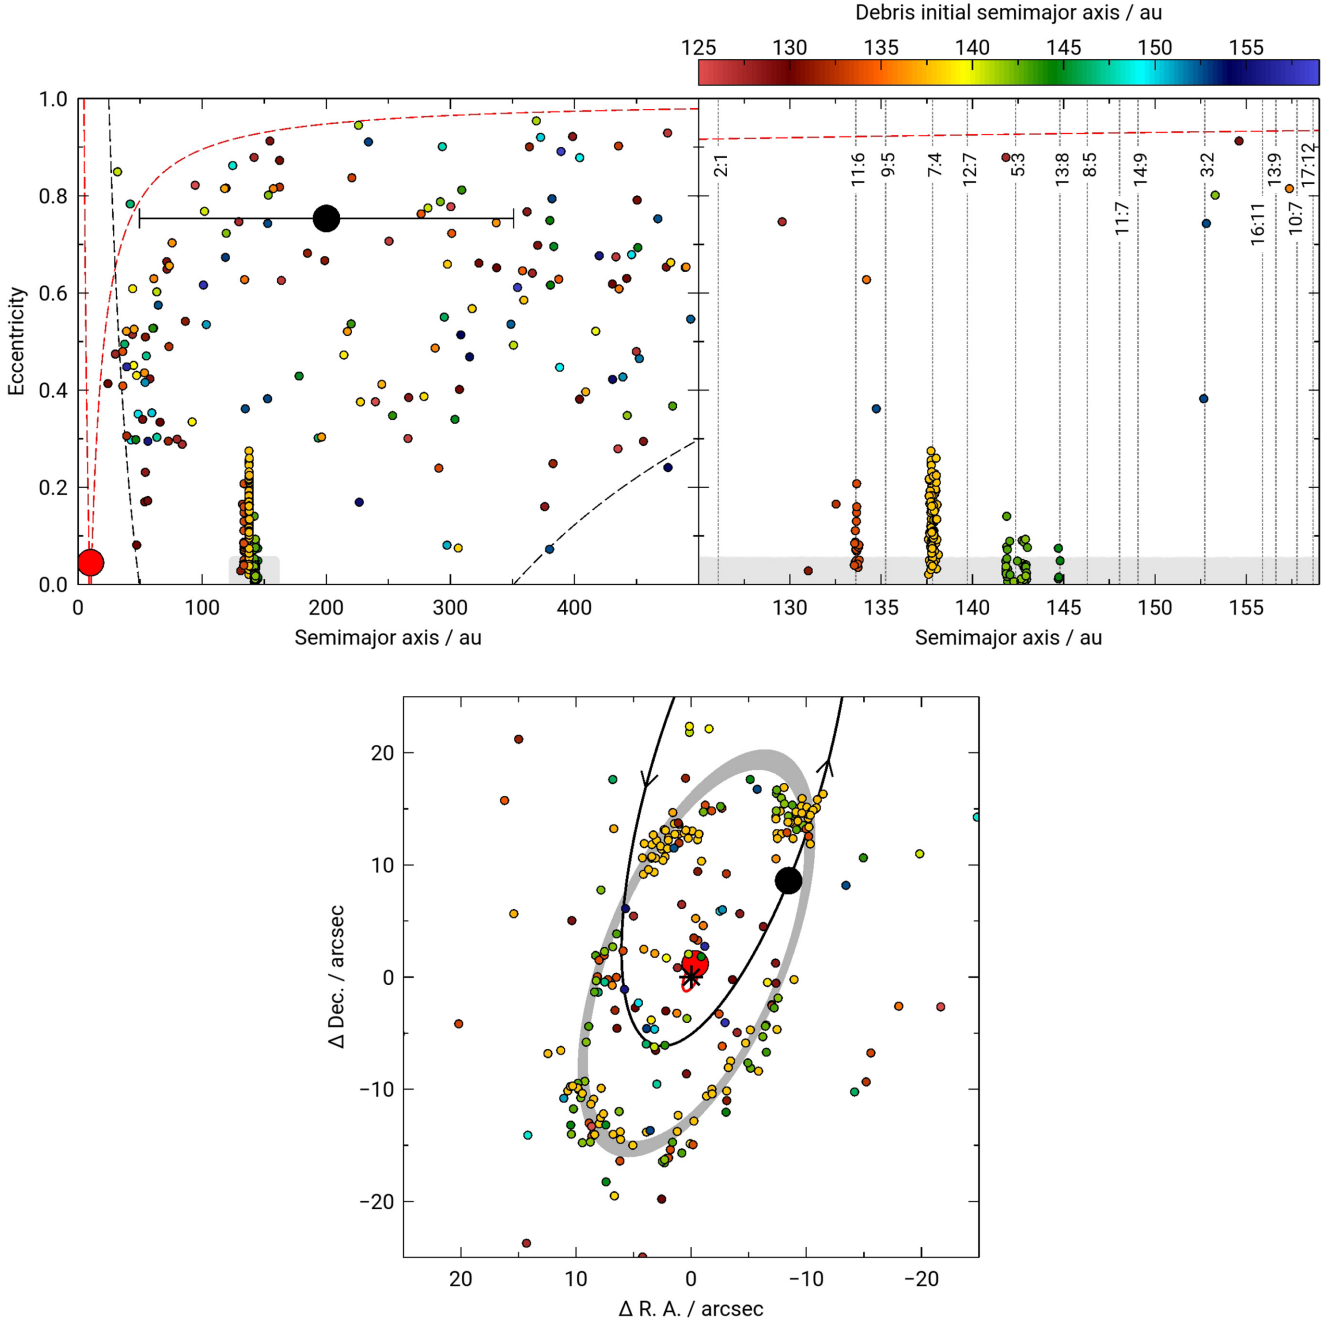 Debris initial semimajor axis / au
125 130 135 140 145 150 155
1.0
0.8
0.6
0.4
0.2
0.0
Eccentricity
0 100 200 300 400
Semimajor axis / au
2:1 11:6 9:5 7:4 12:7 5:3 13:8 8:5 11:7 14:9 3:2 16:11 13:9 10:7 17:12
130 135 140 145 150 155
Semimajor axis / au
20
10
0
−10
−20
Δ Dec. / arcsec
20 10 0 −10 −20
Δ R. A. / arcsec